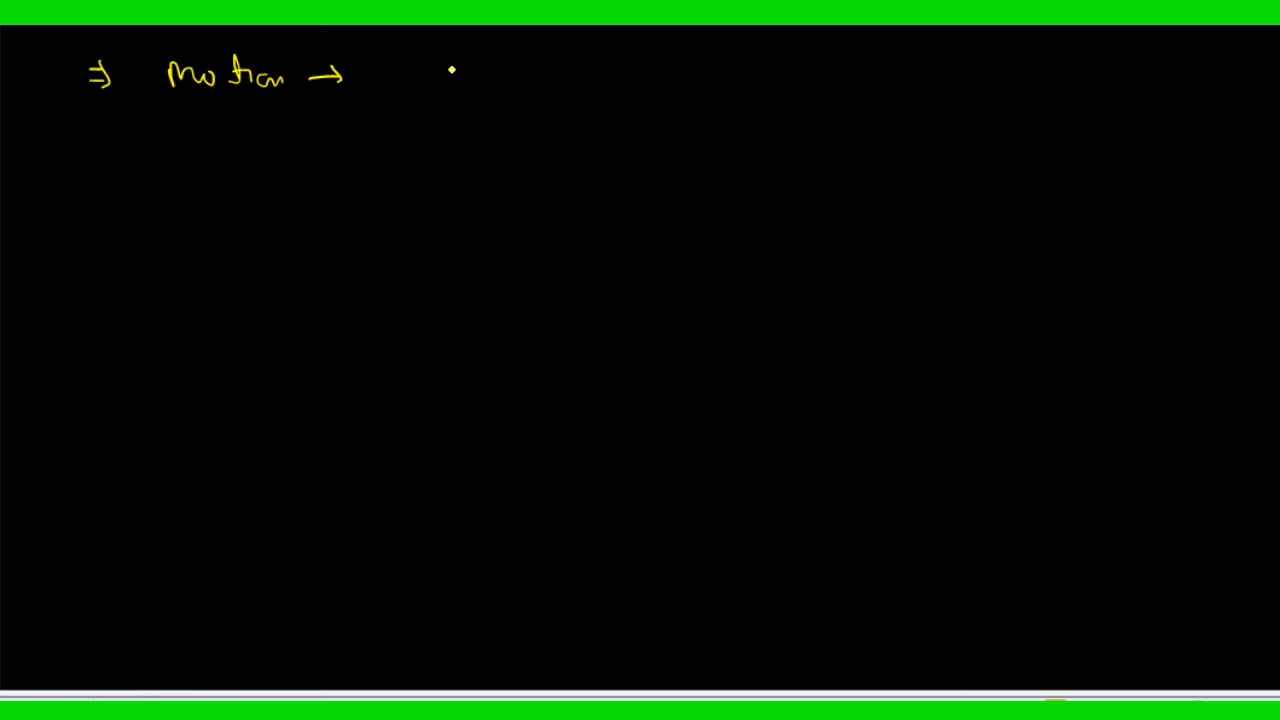 ⇒ Motion →